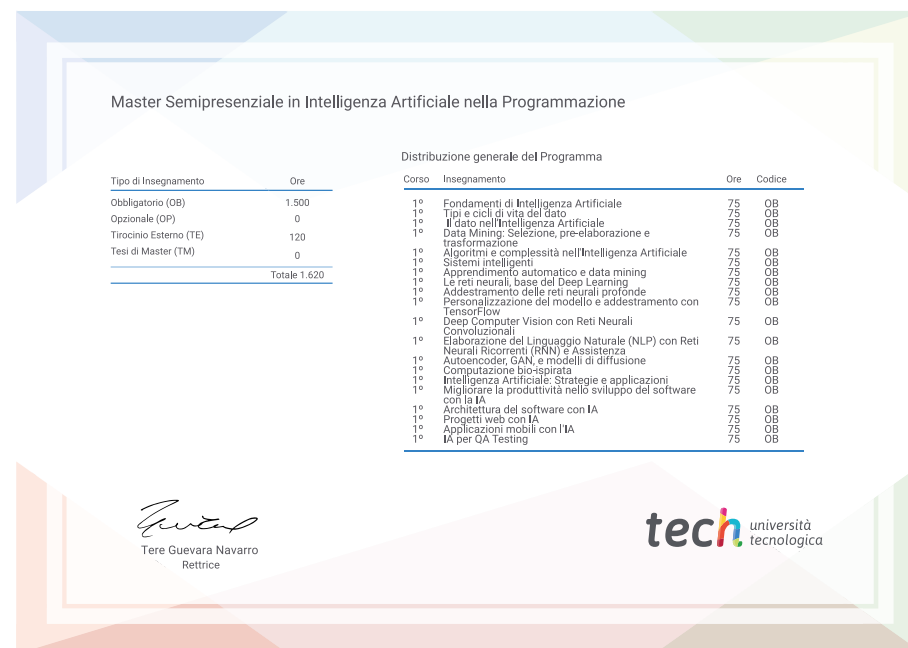 Master Semipresenziale in Intelligenza Artificiale nella Programmazione
Tipo di Insegnamento Ore
Obbligatorio (OB) 1.500
Opzionale (OP) 0
Tirocinio Esterno (TE) 120
Tesi di Master (TM) 0
Totale 1.620
Distribuzione generale del Programma
Corso Insegnamento Ore Codice
1º Fondamenti di Intelligenza Artificiale 75 OB
1º Tipi e cicli di vita del dato 75 OB
1º Il dato nell'Intelligenza Artificiale 75 OB
1º Data Mining: Selezione, pre-elaborazione e 75 OB
trasformazione
1º Algoritmi e complessità nell'Intelligenza Artificiale 75 OB
1º Sistemi intelligenti 75 OB
1º Apprendimento automatico e data mining 75 OB
1º Le reti neurali, base del Deep Learning 75 OB
1º Addestramento delle reti neurali profonde 75 OB
1º Personalizzazione del modello e addestramento con 75 OB
TensorFlow
1º Deep Computer Vision con Reti Neurali 75 OB
Convoluzionali
1º Elaborazione del Linguaggio Naturale (NLP) con Reti 75 OB
Neurali Ricorrenti (RNN) e Assistenza
1º Autoencoder, GAN, e modelli di diffusione 75 OB
1º Computazione bio-ispirata 75 OB
1º Intelligenza Artificiale: Strategie e applicazioni 75 OB
1º Migliorare la produttività nello sviluppo del software 75 OB
con la IA
1º Architettura del software con IA 75 OB
1º Progetti web con IA 75 OB
1º Applicazioni mobili con l'IA 75 OB
1º IA per QA Testing 75 OB
Tere Guevara Navarro
Rettrice
tech università
tecnologica